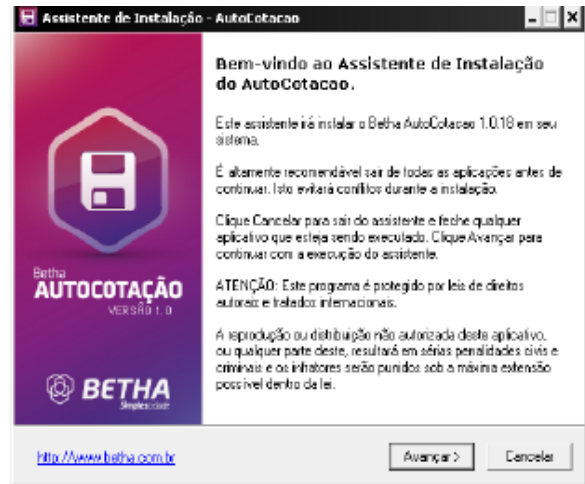 Assistente de Instalação - AutoCotacao
Bem-vindo ao Assistente de Instalação
do AutoCotacao.
Este assistente irá instalar o Betha AutoCotacao 1.0.18 em seu
sistema.
É altamente recomendável sair de todas as aplicações antes de
continuar. Isto evitará conflitos durante a instalação.
Clique Cancelar para sair do assistente e feche qualquer
aplicativo que esteja sendo executado. Clique Avançar para
continuar com a execução do assistente.
ATENÇÃO: Este programa é protegido por leis de direitos
autorais e tratados internacionais.
A reprodução ou distribuição não autorizada deste aplicativo,
ou qualquer parte deste, resultará em sérias penalidades civis e
criminais e os infratores serão punidos sob a máxima extensão
possível dentro da lei.
Betha
AUTOCOTAÇÃO
VERSÃO 1.0
BETHA
http://www.betha.com.br
Avançar >
Cancelar